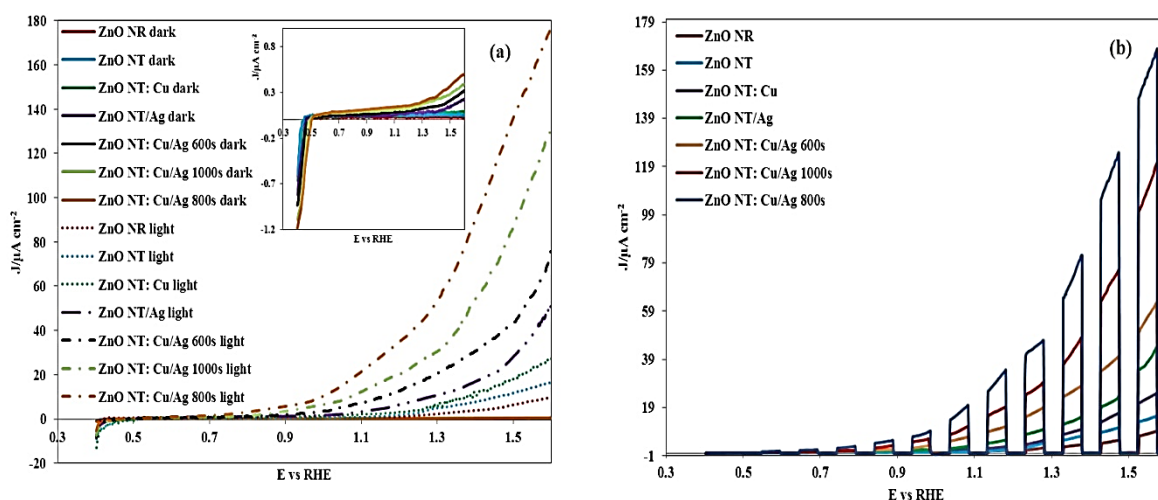 (a)
J/µA cm⁻²
180
160
140
120
100
80
60
40
20
0
-20
ZnO NR dark
ZnO NT dark
ZnO NT: Cu dark
ZnO NT/Ag dark
ZnO NT: Cu/Ag 600s dark
ZnO NT: Cu/Ag 1000s dark
ZnO NT: Cu/Ag 800s dark
ZnO NR light
ZnO NT light
ZnO NT: Cu light
ZnO NT/Ag light
ZnO NT: Cu/Ag 600s light
ZnO NT: Cu/Ag 1000s light
ZnO NT: Cu/Ag 800s light
J/µA cm⁻²
0.8
0.3
-0.2
-0.7
-1.2
0.3 0.5 0.7 0.9 1.1 1.3 1.5
E vs RHE
0.3 0.5 0.7 0.9 1.1 1.3 1.5
E vs RHE
(b)
J/µA cm⁻²
179
159
139
119
99
79
59
39
19
-1
ZnO NR
ZnO NT
ZnO NT: Cu
ZnO NT/Ag
ZnO NT: Cu/Ag 600s
ZnO NT: Cu/Ag 1000s
ZnO NT: Cu/Ag 800s
0.3 0.5 0.7 0.9 1.1 1.3 1.5
E vs RHE